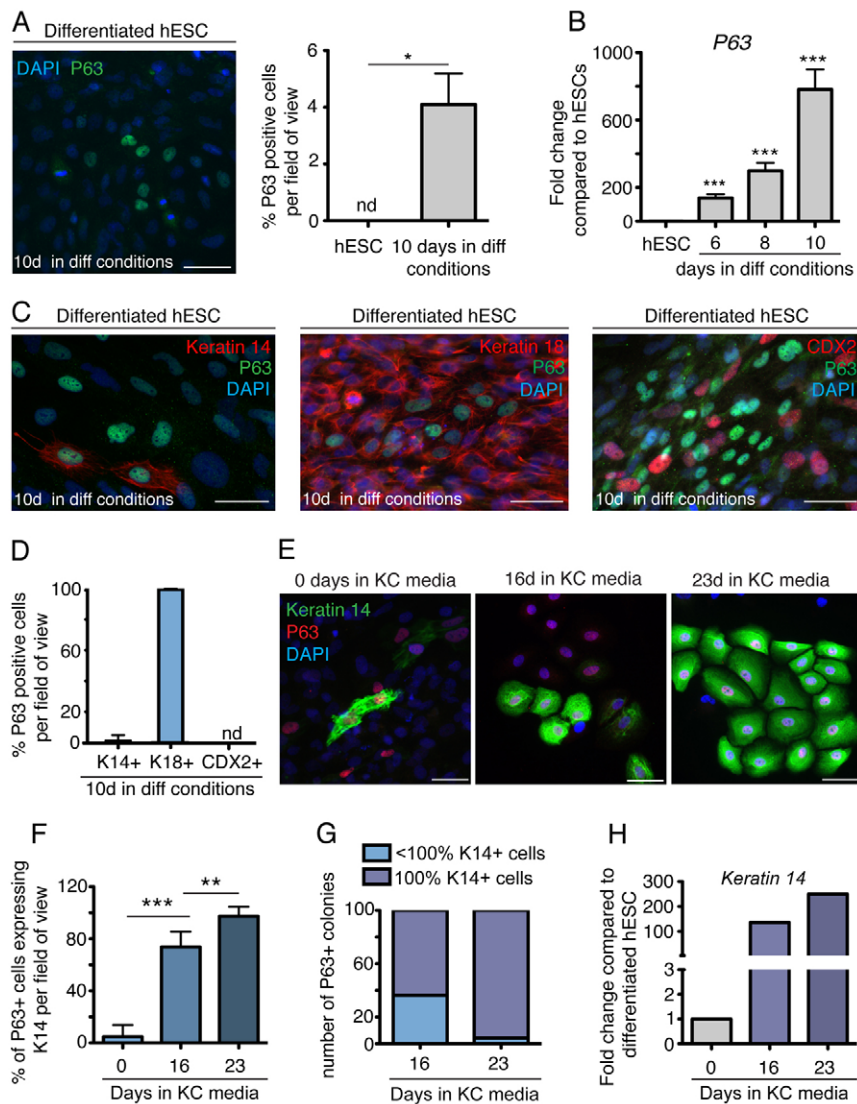 A
Differentiated hESC
DAPI P63
10d in diff conditions
% P63 positive cells
per field of view
6
4
2
0
nd
*
hESC
10 days in diff
conditions
B
P63
Fold change
compared to hESCs
1000
800
600
400
200
0
***
***
***
hESC
6
8
10
days in diff conditions
C
Differentiated hESC
Keratin 14
P63
DAPI
10d in diff conditions
Differentiated hESC
Keratin 18
P63
DAPI
10d in diff conditions
Differentiated hESC
CDX2
P63
DAPI
10d in diff conditions
D
% P63 positive cells
per field of view
100
100
20
0
nd
K14+ K18+ CDX2+
10d in diff conditions
E
0 days in KC media
Keratin 14
P63
DAPI
16d in KC media
23d in KC media
F
% of P63+ cells expressing
K14 per field of view
120
80
40
0
***
**
0
16
23
Days in KC media
G
<100% K14+ cells
100% K14+ cells
number of P63+ colonies
100
80
60
40
20
0
16
23
Days in KC media
H
Keratin 14
Fold change compared to
differentiated hESC
300
250
200
150
100
3
2
1
0
0
16
23
Days in KC media